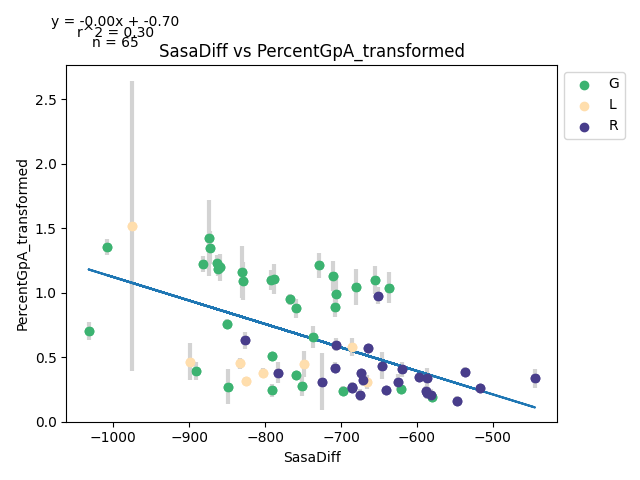 y = -0.00x + -0.70
r^2 = 0.30
n = 65
SasaDiff vs PercentGpA_transformed
G
L
R
PercentGpA_transformed
2.5
2.0
1.5
1.0
0.5
0.0
−1000
−900
−800
−700
−600
−500
SasaDiff